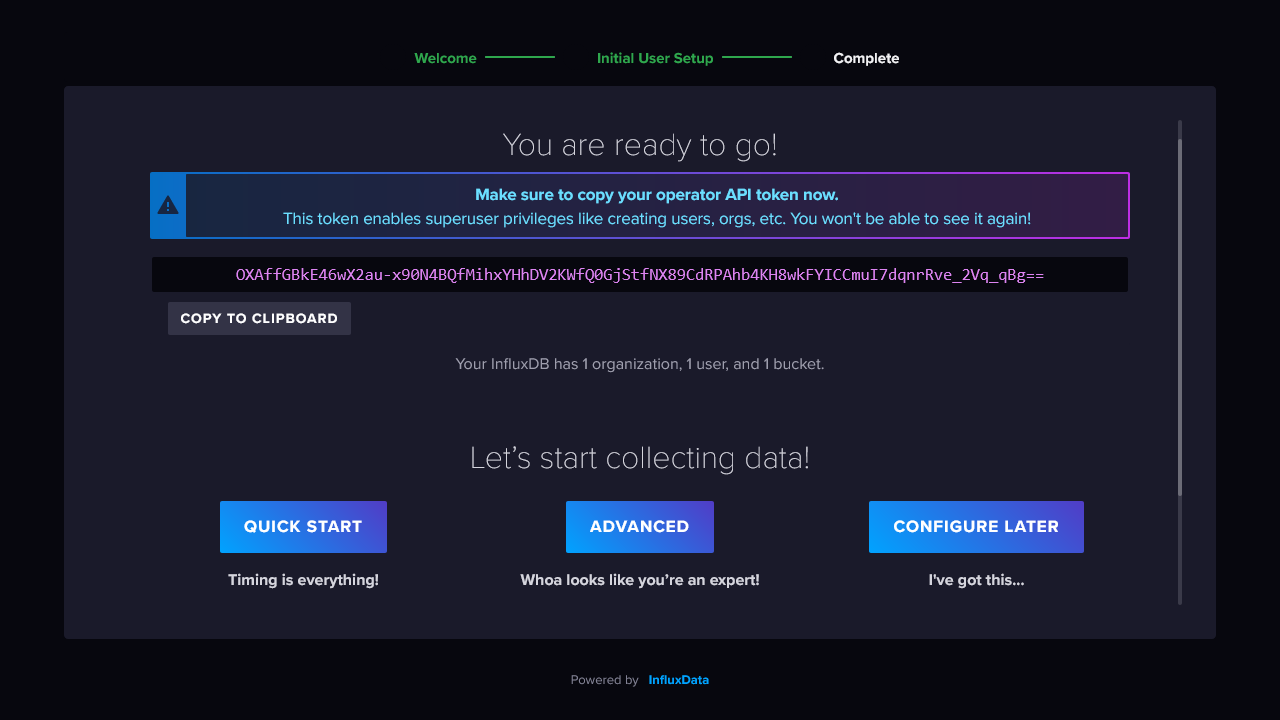 Welcome
Initial User Setup
Complete
You are ready to go!
Make sure to copy your operator API token now.
This token enables superuser privileges like creating users, orgs, etc. You won't be able to see it again!
OXAffGBkE46wX2au-x90N4BQfMihxYHhDV2KWfQ0GjStfNX89CdRPAhb4KH8wkFYICCmuI7dqnrRve_2Vq_qBg==
COPY TO CLIPBOARD
Your InfluxDB has 1 organization, 1 user, and 1 bucket.
Let’s start collecting data!
QUICK START
ADVANCED
CONFIGURE LATER
Timing is everything!
Whoa looks like you’re an expert!
I've got this...
Powered by InfluxData